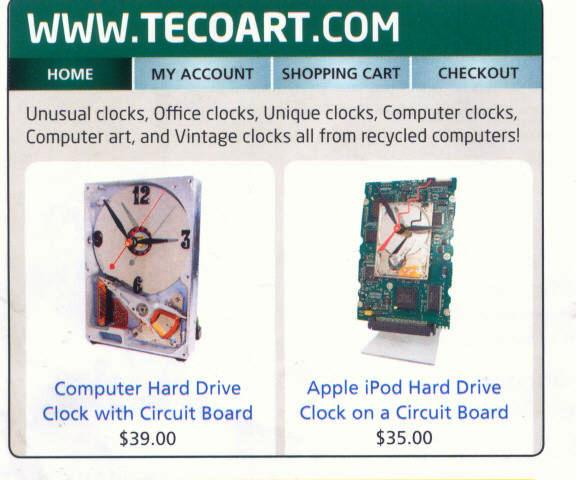 WWW.TECOART.COM
HOME MY ACCOUNT SHOPPING CART CHECKOUT
Unusual clocks, Office clocks, Unique clocks, Computer clocks,
Computer art, and Vintage clocks all from recycled computers!
12
9 3
6
Computer Hard Drive
Clock with Circuit Board
$39.00
Apple iPod Hard Drive
Clock on a Circuit Board
$35.00